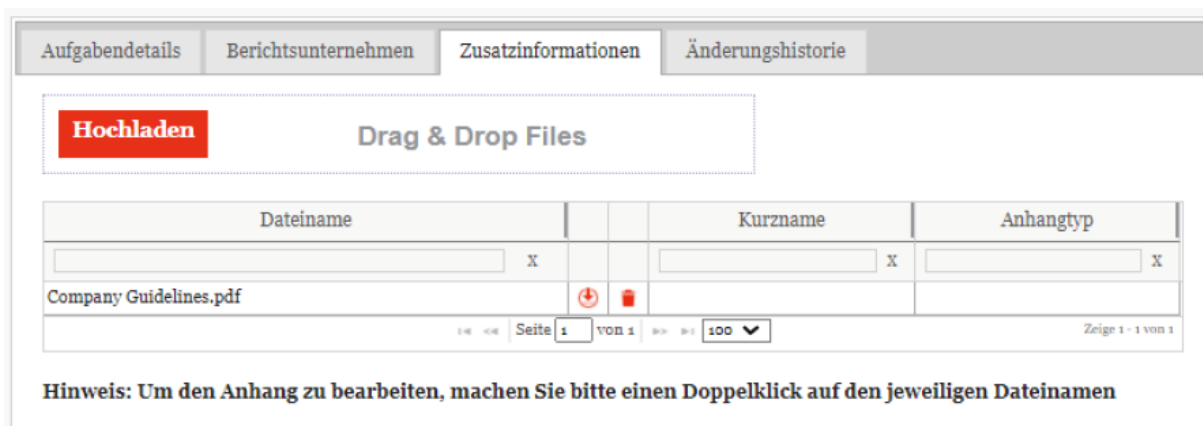 Aufgabendetails Berichtsunternehmen Zusatzinformationen Änderungshistorie
Hochladen Drag & Drop Files
Dateiname Kurzname Anhangtyp
X X X
Company Guidelines.pdf
Seite 1 von 1 100 Zeige 1 - 1 von 1
Hinweis: Um den Anhang zu bearbeiten, machen Sie bitte einen Doppelklick auf den jeweiligen Dateinamen